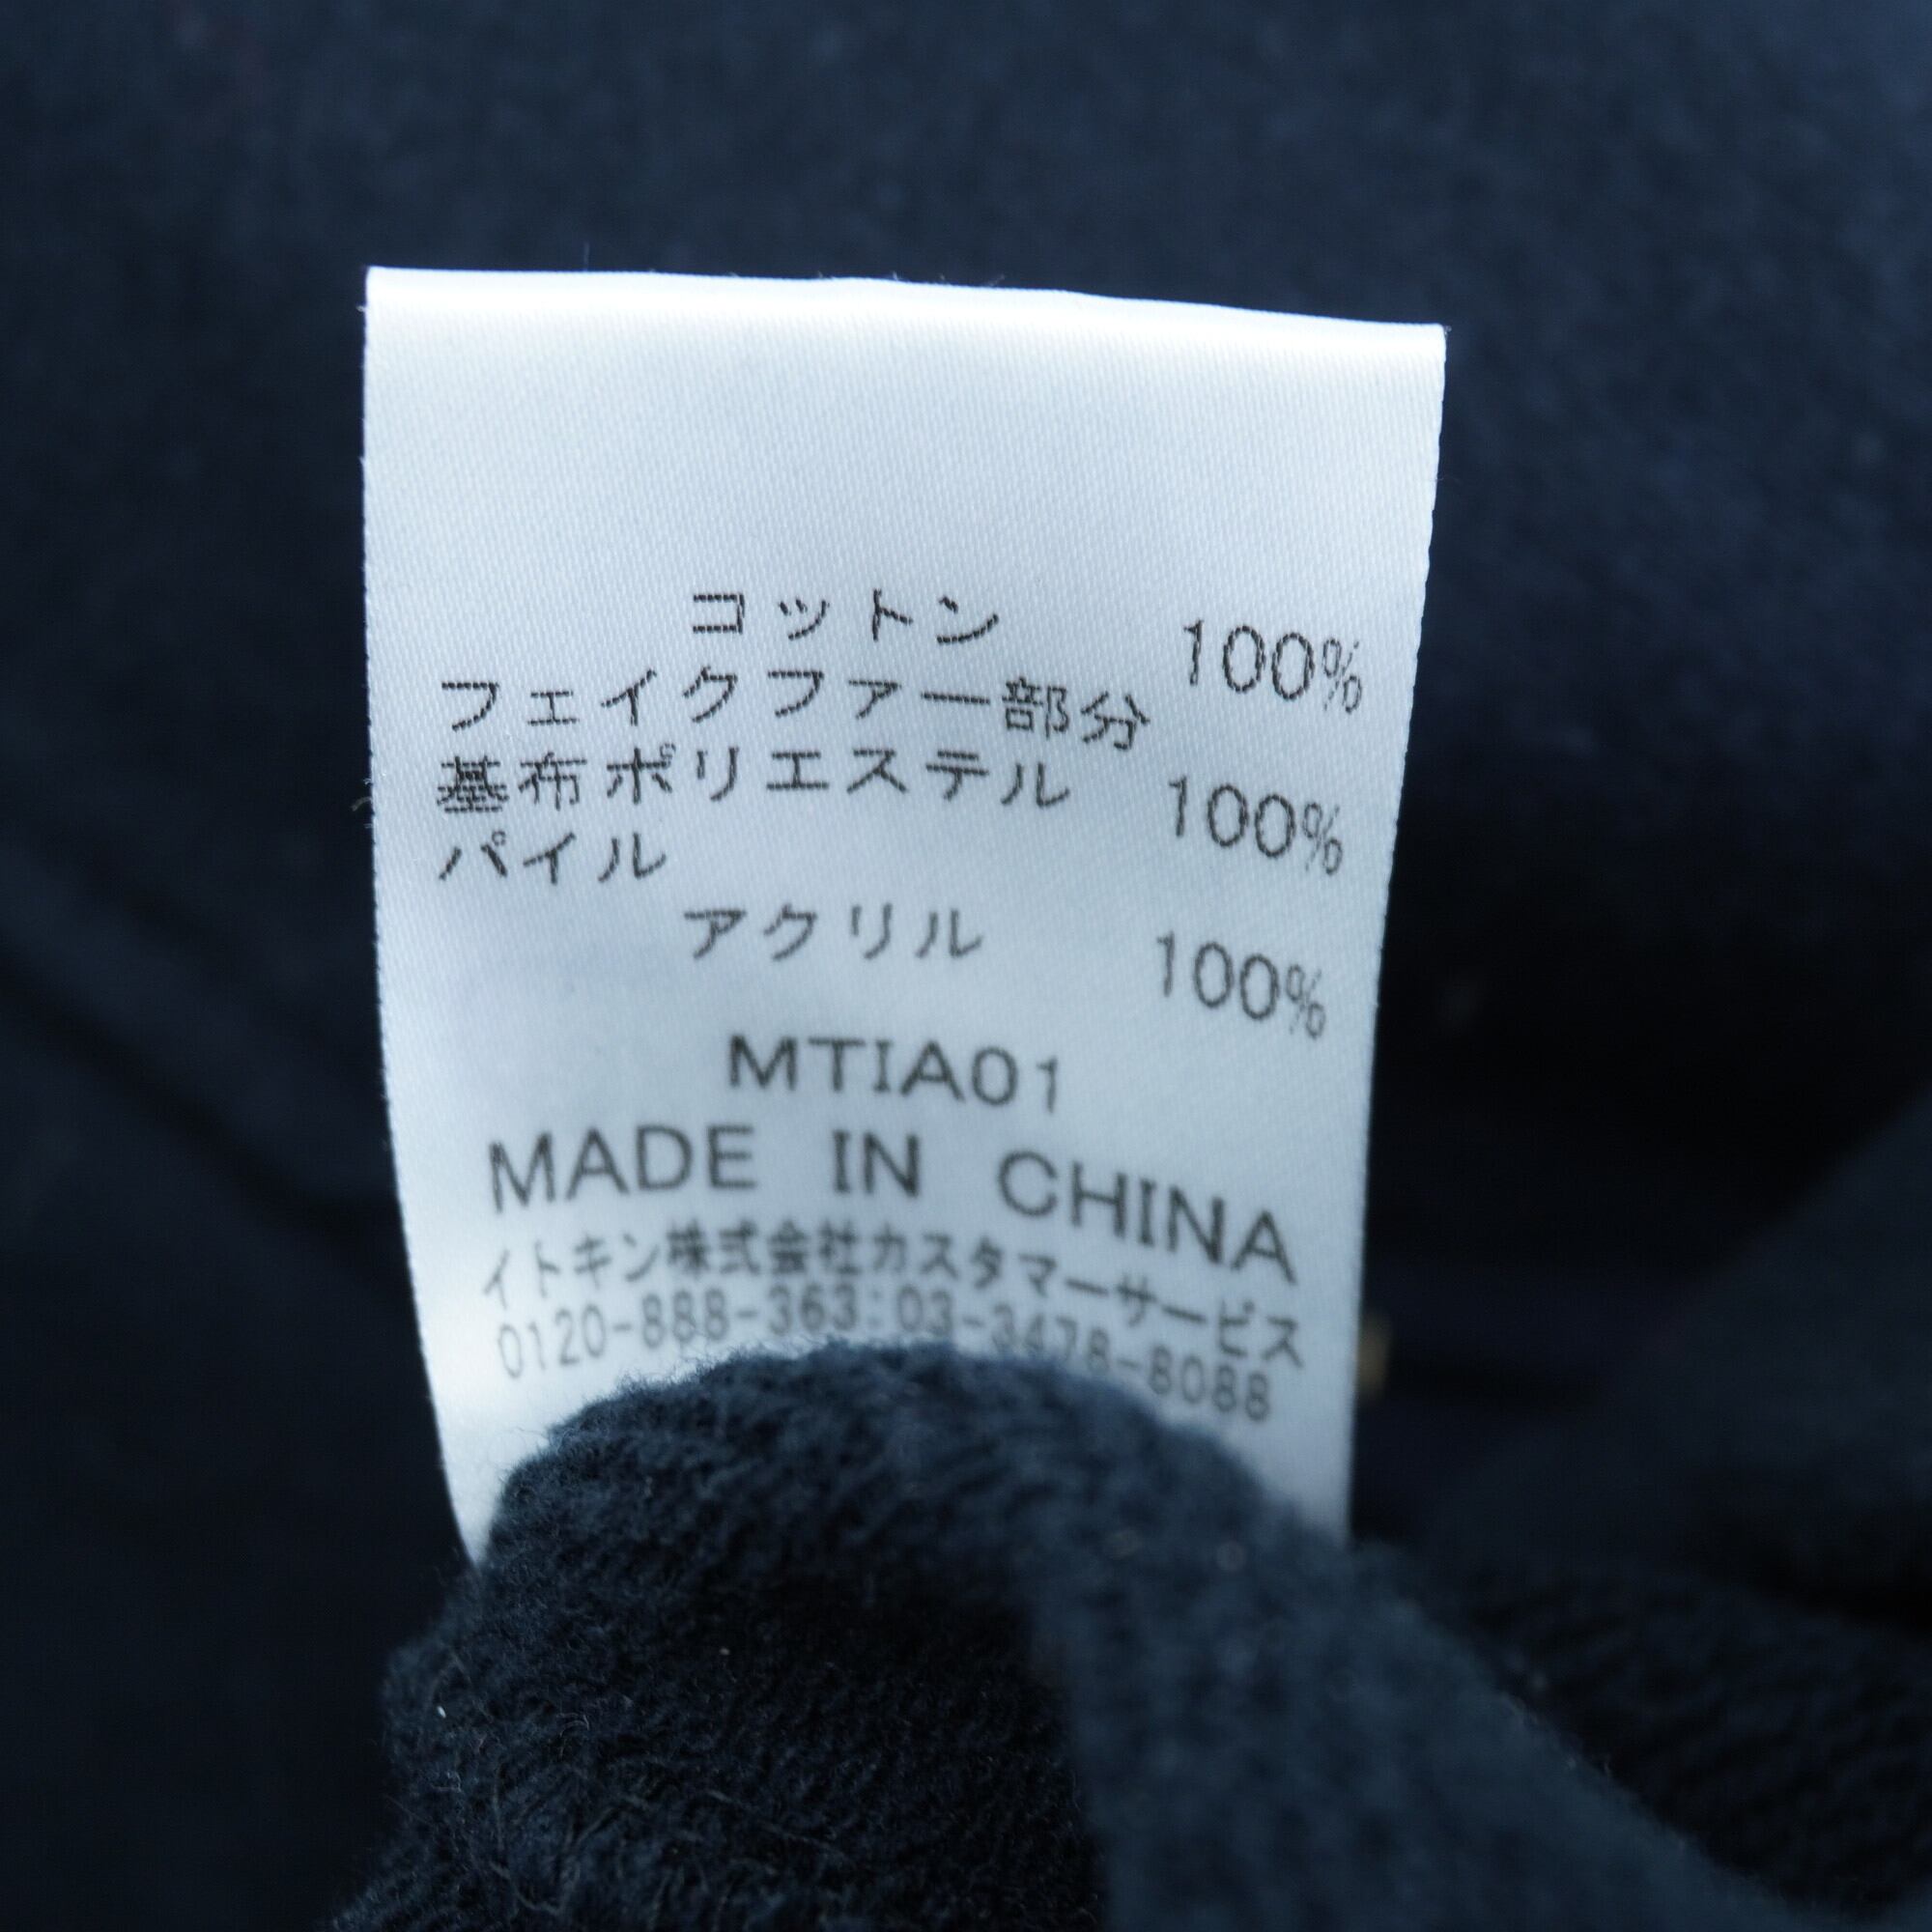 コットン 100%
フェイクファー部分
基布ポリエステル 100%
パイル
アクリル 100%
MTIA01
MADE IN CHINA
イトキン株式会社カスタマーサービス
0120-888-363:03-3478-8088